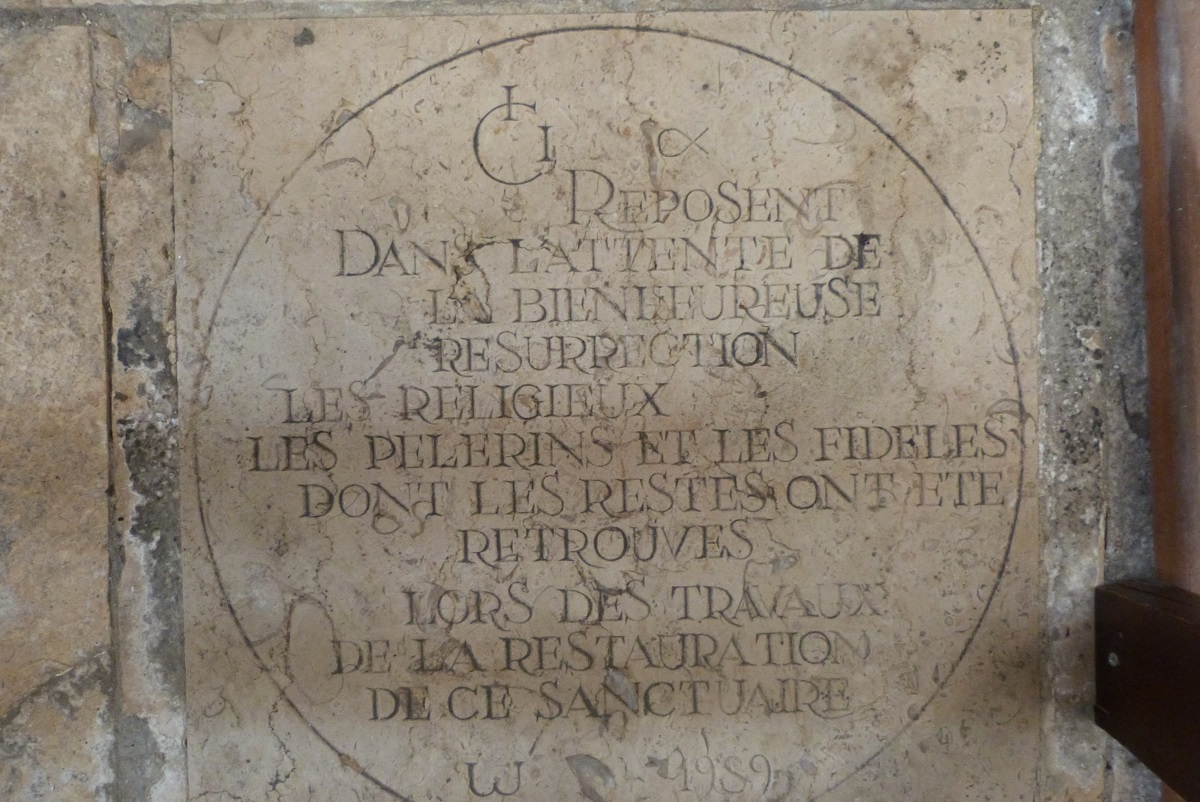 ICI α
REPOSENT
DANS L'ATTENTE DE
LA BIENHEUREUSE
RESURRECTION
LES RELIGIEUX
LES PELERINS ET LES FIDELES
DONT LES RESTES ONT ETE
RETROUVES
LORS DES TRAVAUX
DE LA RESTAURATION
DE CE SANCTUAIRE
ω 1989